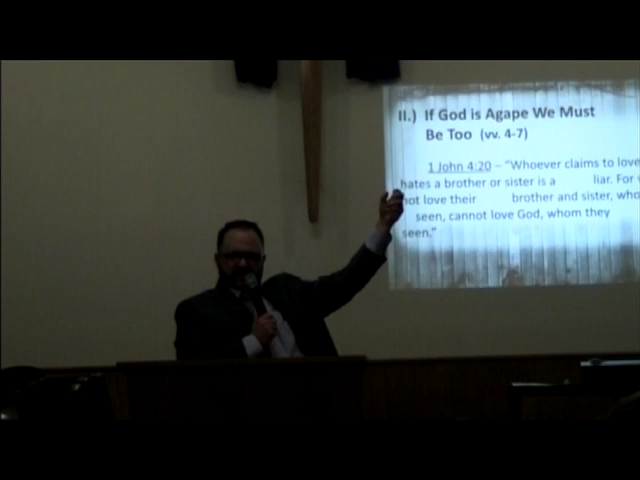 II.) If God is Agape We Must
Be Too (vv. 4-7)
1 John 4:20 – “Whoever claims to love
hates a brother or sister is a liar. For
not love their brother and sister, who
seen, cannot love God, whom they
seen.”